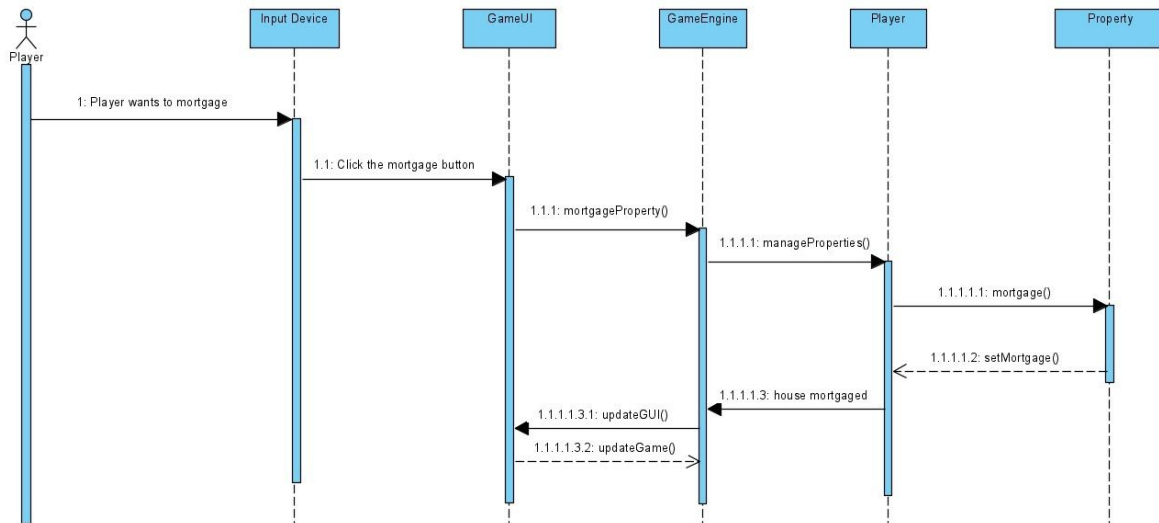 Input Device
GameUI
GameEngine
Player
Property
Player
1: Player wants to mortgage
1.1: Click the mortgage button
1.1.1: mortgageProperty()
1.1.1.1: manageProperties()
1.1.1.1.1: mortgage()
1.1.1.1.2: setMortgage()
1.1.1.1.3: house mortgaged
1.1.1.1.3.1: updateGUI()
1.1.1.1.3.2: updateGame()